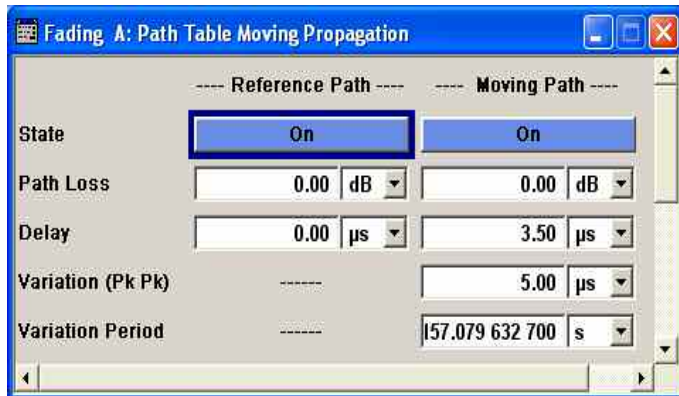 Fading A: Path Table Moving Propagation
---- Reference Path ---- ---- Moving Path ----
State On On
Path Loss 0.00 dB 0.00 dB
Delay 0.00 µs 3.50 µs
Variation (Pk Pk) ------ 5.00 µs
Variation Period ------ 157.079 632 700 s